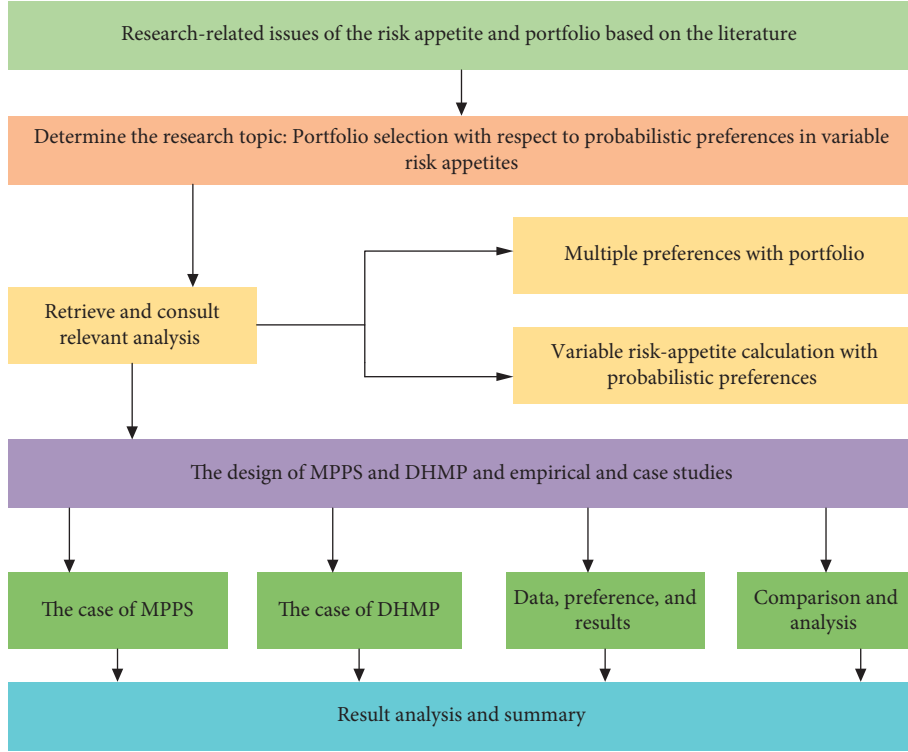 Research-related issues of the risk appetite and portfolio based on the literature
Determine the research topic: Portfolio selection with respect to probabilistic preferences in variable
risk appetites
Multiple preferences with portfolio
Retrieve and consult
relevant analysis
Variable risk-appetite calculation with
probabilistic preferences
The design of MPPS and DHMP and empirical and case studies
The case of MPPS
The case of DHMP
Data, preference, and
results
Comparison and
analysis
Result analysis and summary